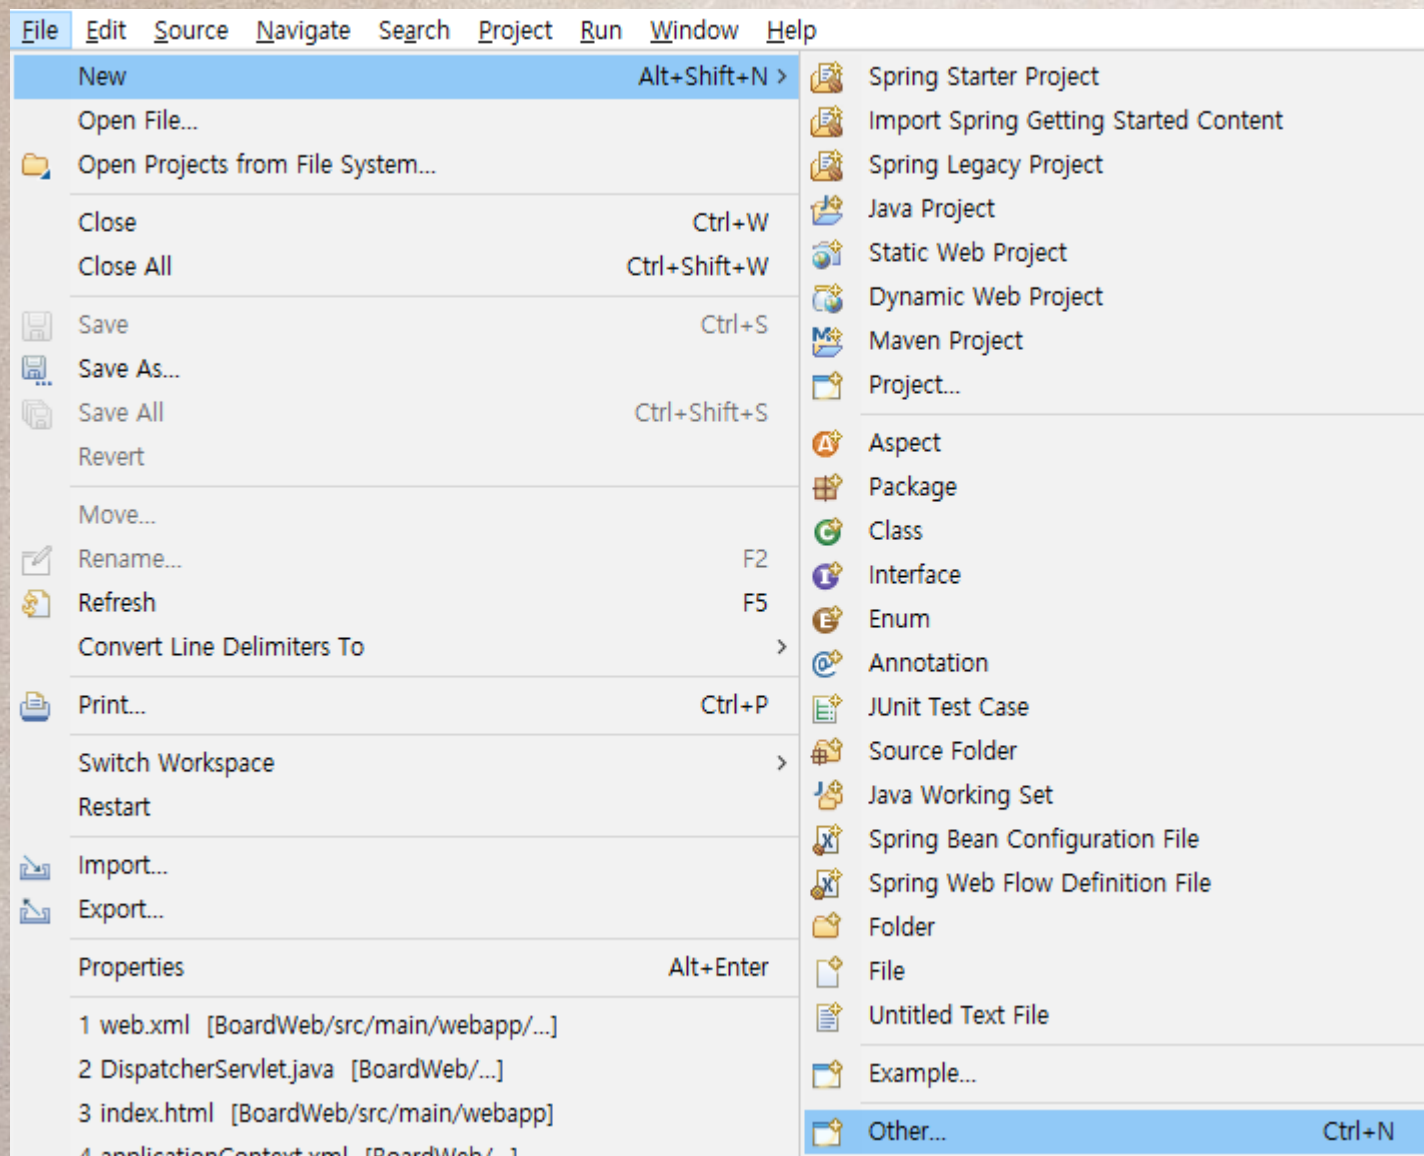 File Edit Source Navigate Search Project Run Window Help
New Alt+Shift+N >
Open File...
Open Projects from File System...
Close Ctrl+W
Close All Ctrl+Shift+W
Save Ctrl+S
Save As...
Save All Ctrl+Shift+S
Revert
Move...
Rename... F2
Refresh F5
Convert Line Delimiters To >
Print... Ctrl+P
Switch Workspace >
Restart
Import...
Export...
Properties Alt+Enter
1 web.xml [BoardWeb/src/main/webapp/...]
2 DispatcherServlet.java [BoardWeb/...]
3 index.html [BoardWeb/src/main/webapp]
4 applicationContext.xml [BoardWeb/...]
Spring Starter Project
Import Spring Getting Started Content
Spring Legacy Project
Java Project
Static Web Project
Dynamic Web Project
Maven Project
Project...
Aspect
Package
Class
Interface
Enum
Annotation
JUnit Test Case
Source Folder
Java Working Set
Spring Bean Configuration File
Spring Web Flow Definition File
Folder
File
Untitled Text File
Example...
Other... Ctrl+N